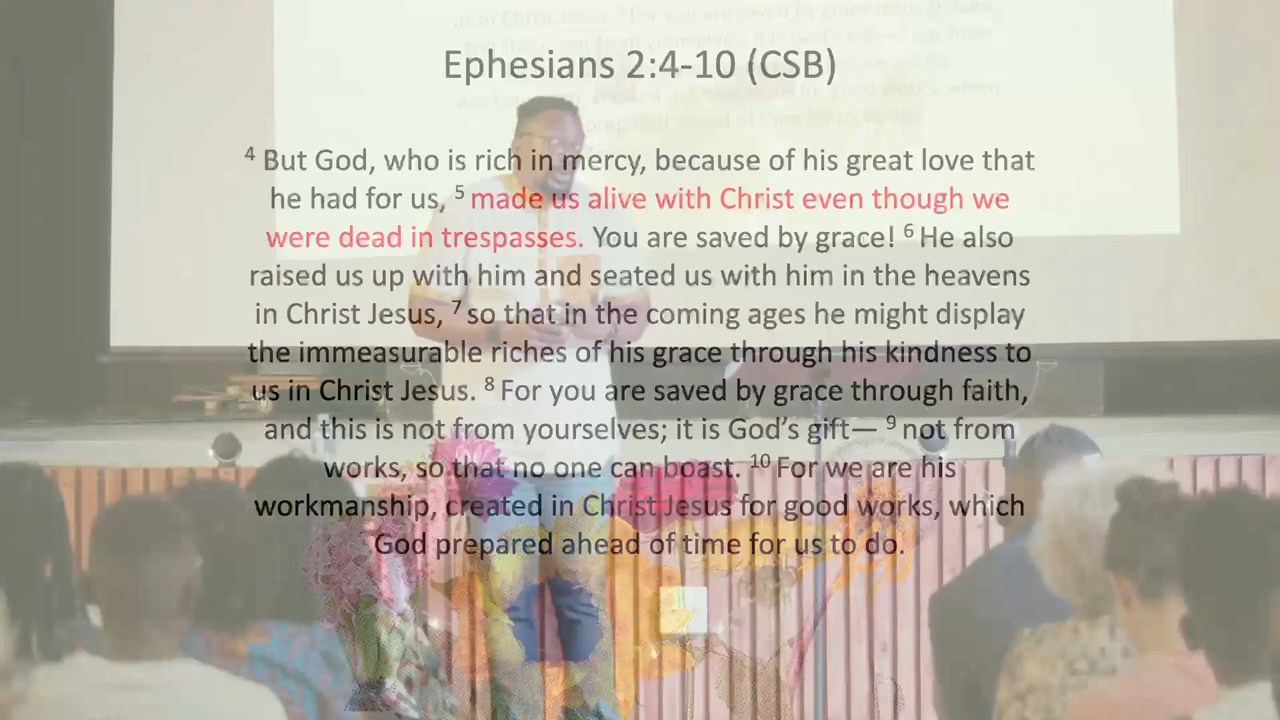 Ephesians 2:4-10 (CSB)
4 But God, who is rich in mercy, because of his great love that
he had for us, 5 made us alive with Christ even though we
were dead in trespasses. You are saved by grace! 6 He also
raised us up with him and seated us with him in the heavens
in Christ Jesus, 7 so that in the coming ages he might display
the immeasurable riches of his grace through his kindness to
us in Christ Jesus. 8 For you are saved by grace through faith,
and this is not from yourselves; it is God’s gift— 9 not from
works, so that no one can boast. 10 For we are his
workmanship, created in Christ Jesus for good works, which
God prepared ahead of time for us to do.